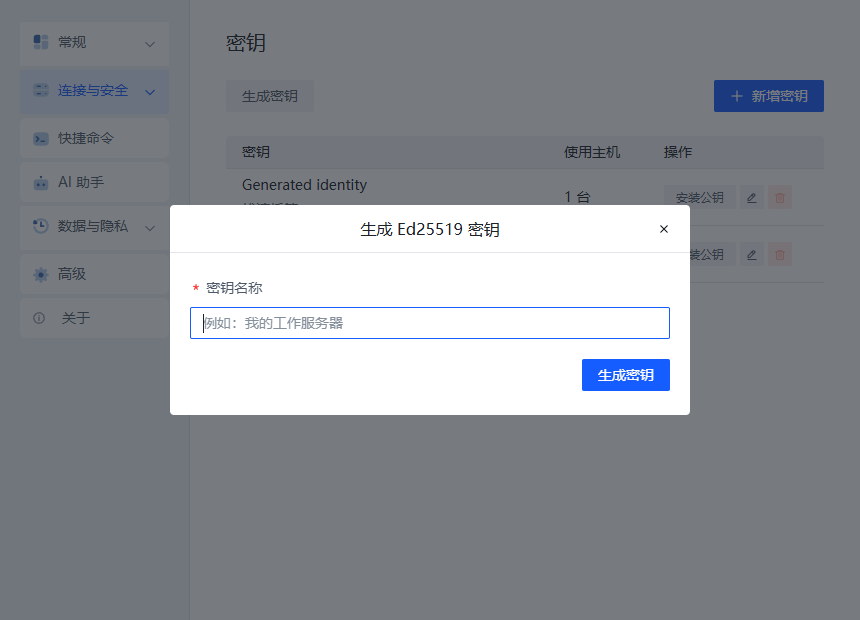 常规
连接与安全
快捷命令
AI 助手
数据与隐私
高级
关于
密钥
生成密钥
新增密钥
密钥 使用主机 操作
Generated identity
1 台 安装公钥
装公钥
生成 Ed25519 密钥
* 密钥名称
例如：我的工作服务器
生成密钥